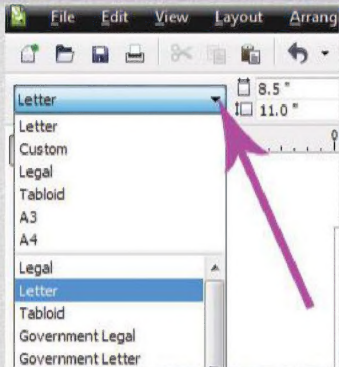 File Edit View Layout Arrang
Letter
8.5 "
11.0 "
0
Letter
Custom
Legal
Tabloid
A3
A4
Legal
Letter
Tabloid
Government Legal
Government Letter